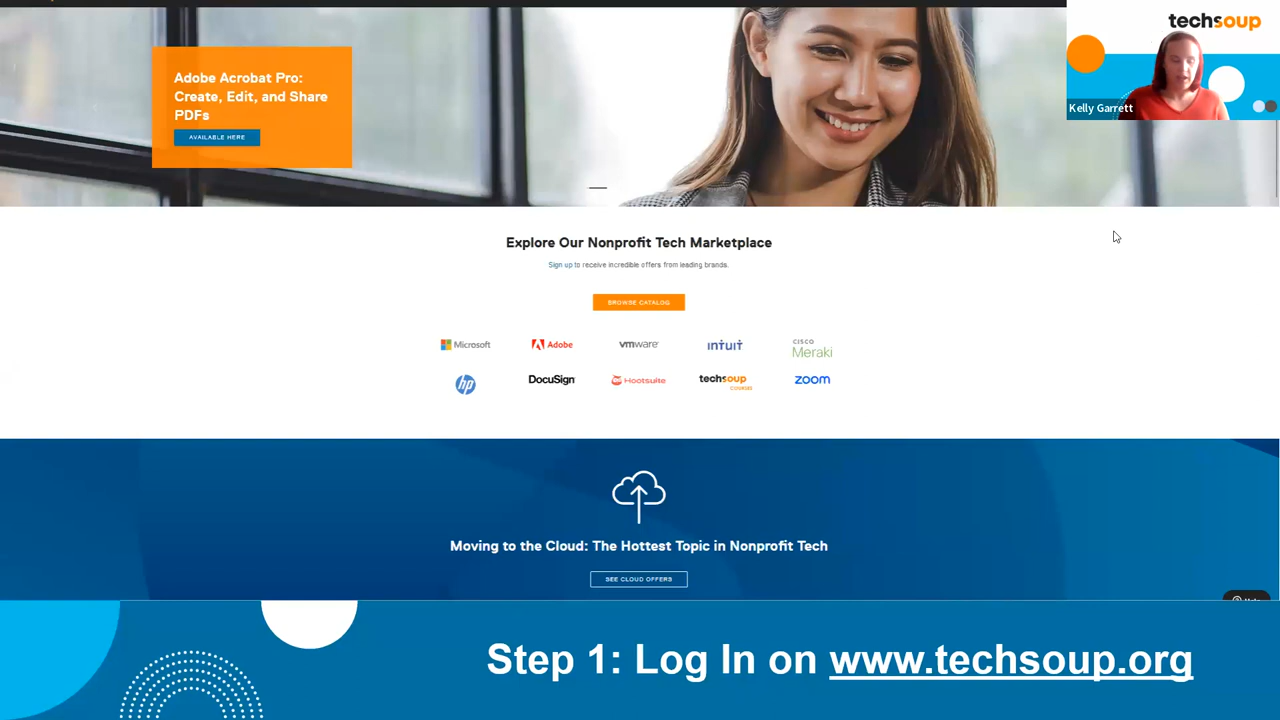 techsoup
Kelly Garrett
Adobe Acrobat Pro:
Create, Edit, and Share
PDFs
AVAILABLE HERE
Explore Our Nonprofit Tech Marketplace
Sign up to receive incredible offers from leading brands.
BROWSE CATALOG
Microsoft
Adobe
vmware
intuit
CISCO
Meraki
hp
DocuSign
Hootsuite
techsoup
COURSES
zoom
Moving to the Cloud: The Hottest Topic in Nonprofit Tech
SEE CLOUD OFFERS
Step 1: Log In on www.techsoup.org